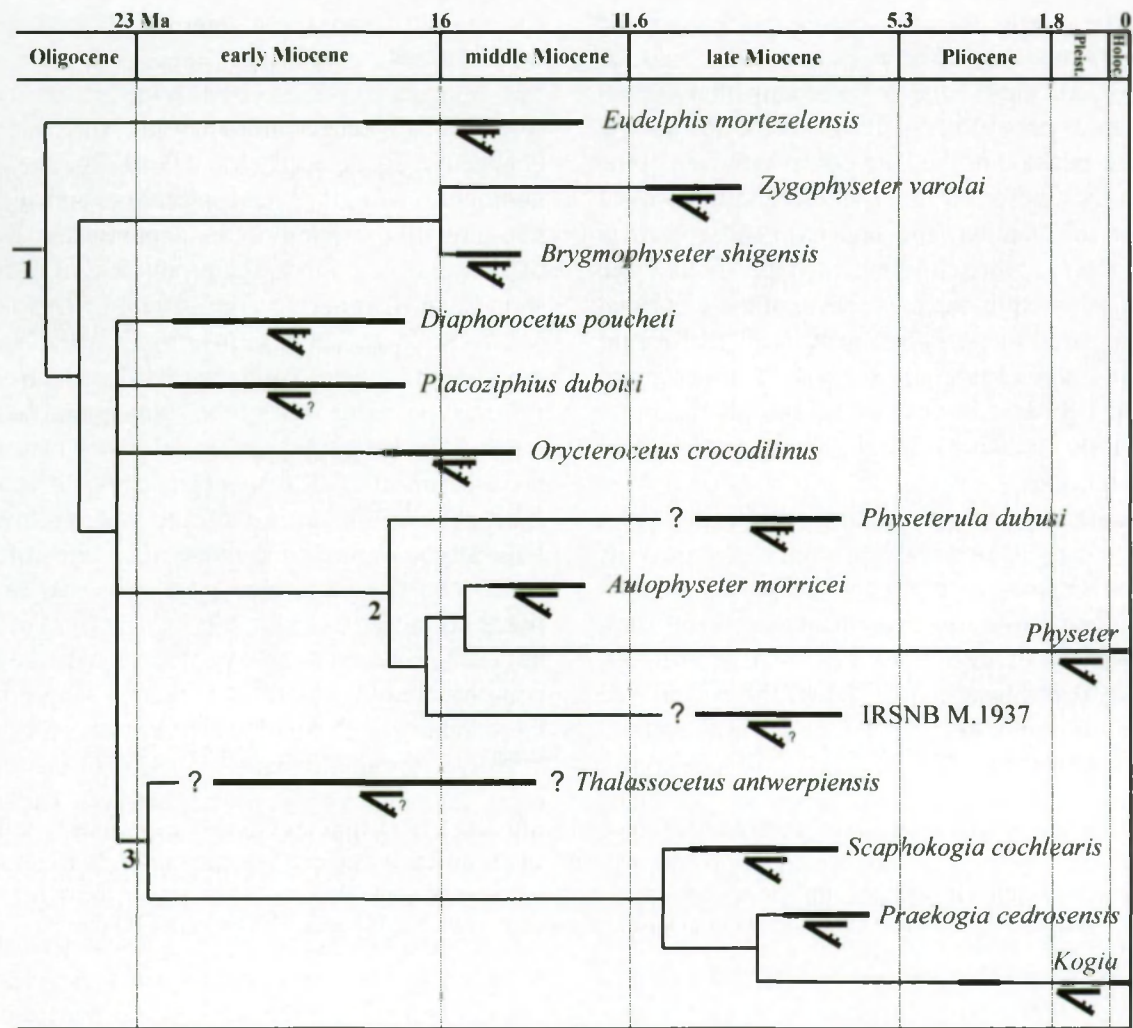 23 Ma 16 11.6 5.3 1.8 0
Oligocene early Miocene middle Miocene late Miocene Pliocene Pleist. Holoc.
Eudelphis mortezelensis
Zygophyseter varolai
1
Brygmophyseter shigensis
Diaphorocetus poucheti
Placoziphius duboisi
?
Orycterocetus crocodilinus
? Physeterula dubusi
Aulophyseter morricei
2
Physeter
? IRSNB M.1937
?
? ? Thalassocetus antwerpiensis
?
3
Scaphokogia cochlearis
Praekogia cedrosensis
Kogia